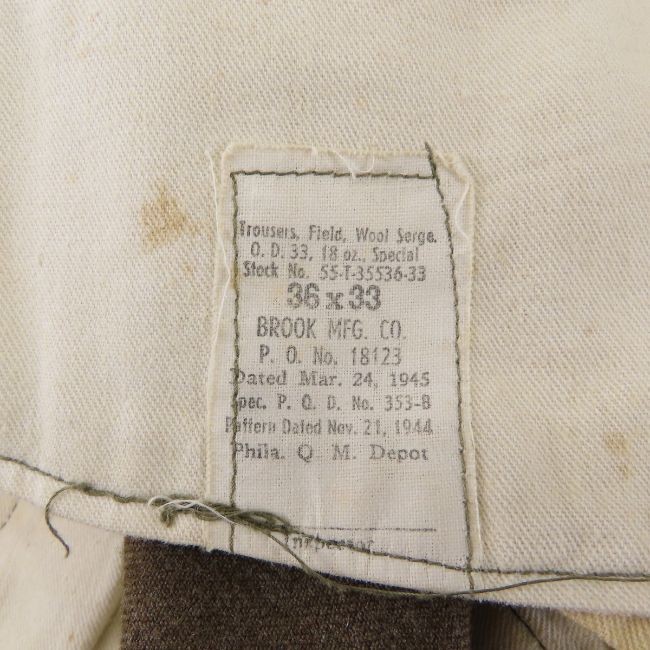 Trousers, Field, Wool Serge.
O. D. 33, 18 oz., Special
Stock No. 55-T-35536-33
36 x 33
BROOK MFG. CO.
P. O. No. 18123
Dated Mar. 24, 1945
Spec. P. Q. D. No. 353-B
Pattern Dated Nov. 21, 1944
Phila. Q M. Depot
Inspector